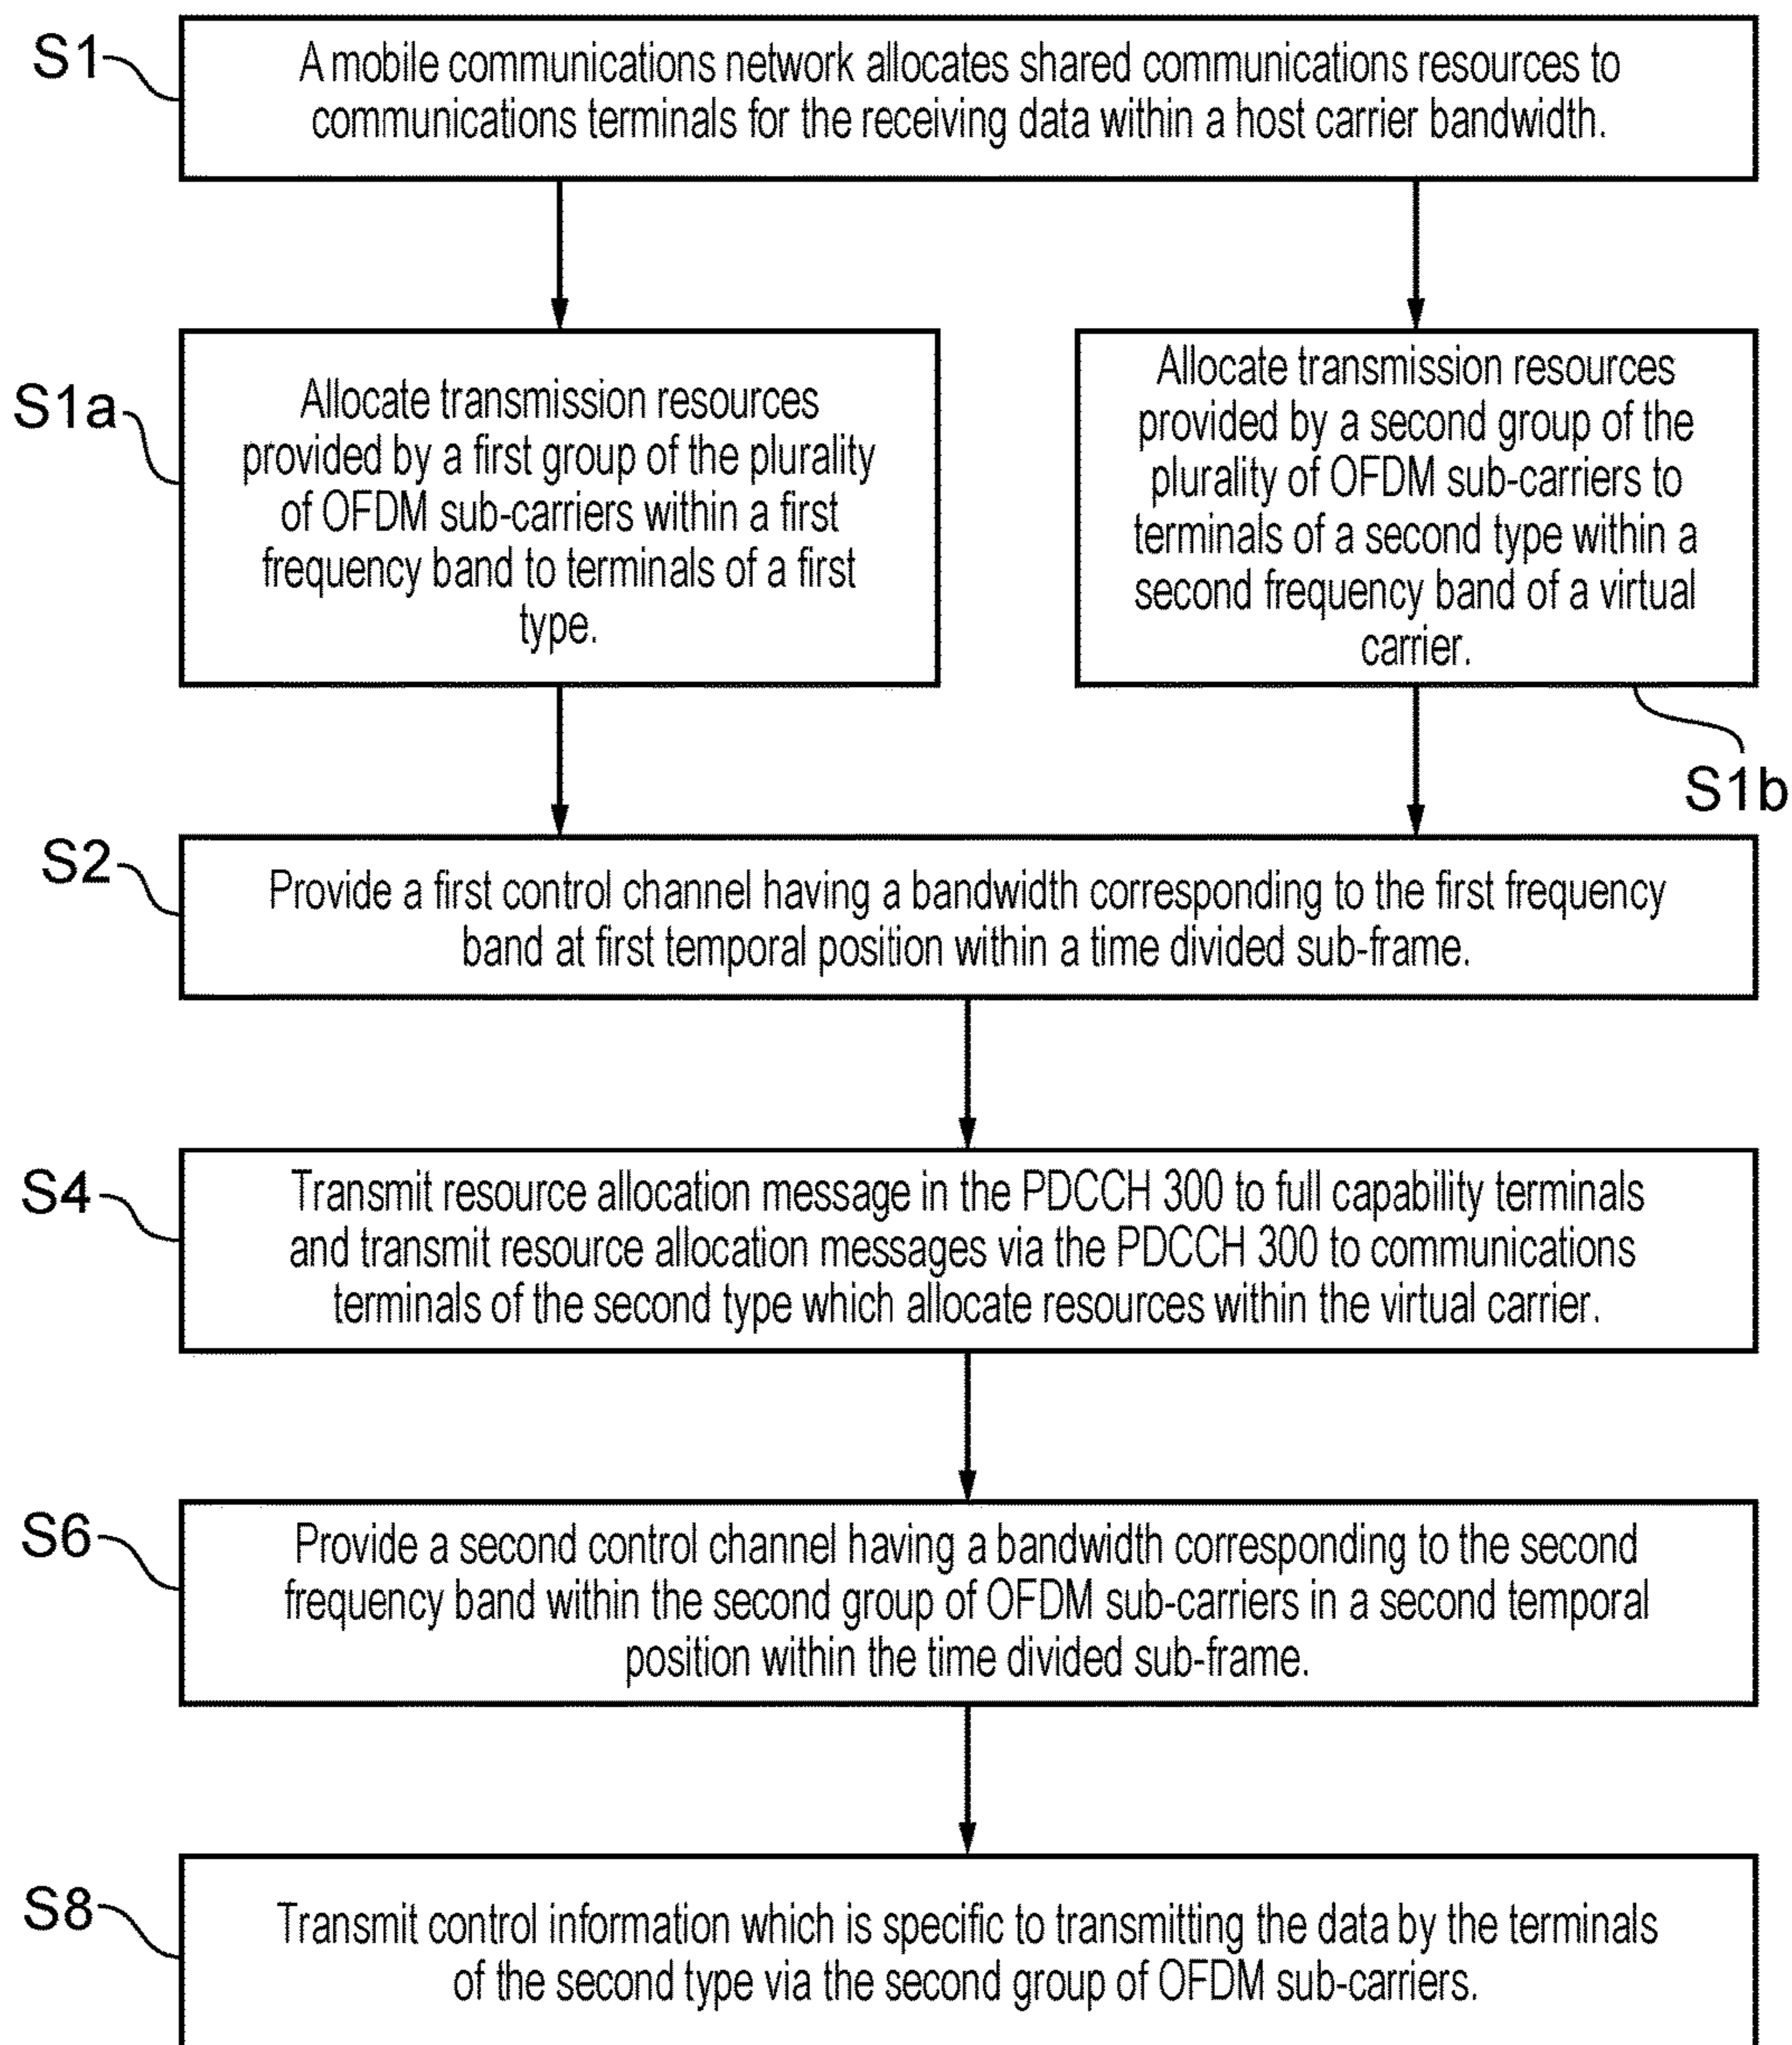 S1
A mobile communications network allocates shared communications resources to
communications terminals for the receiving data within a host carrier bandwidth.
S1a
Allocate transmission resources
provided by a first group of the plurality
of OFDM sub-carriers within a first
frequency band to terminals of a first
type.
Allocate transmission resources
provided by a second group of the
plurality of OFDM sub-carriers to
terminals of a second type within a
second frequency band of a virtual
carrier.
S1b
S2
Provide a first control channel having a bandwidth corresponding to the first frequency
band at first temporal position within a time divided sub-frame.
S4
Transmit resource allocation message in the PDCCH 300 to full capability terminals
and transmit resource allocation messages via the PDCCH 300 to communications
terminals of the second type which allocate resources within the virtual carrier.
S6
Provide a second control channel having a bandwidth corresponding to the second
frequency band within the second group of OFDM sub-carriers in a second temporal
position within the time divided sub-frame.
S8
Transmit control information which is specific to transmitting the data by the terminals
of the second type via the second group of OFDM sub-carriers.